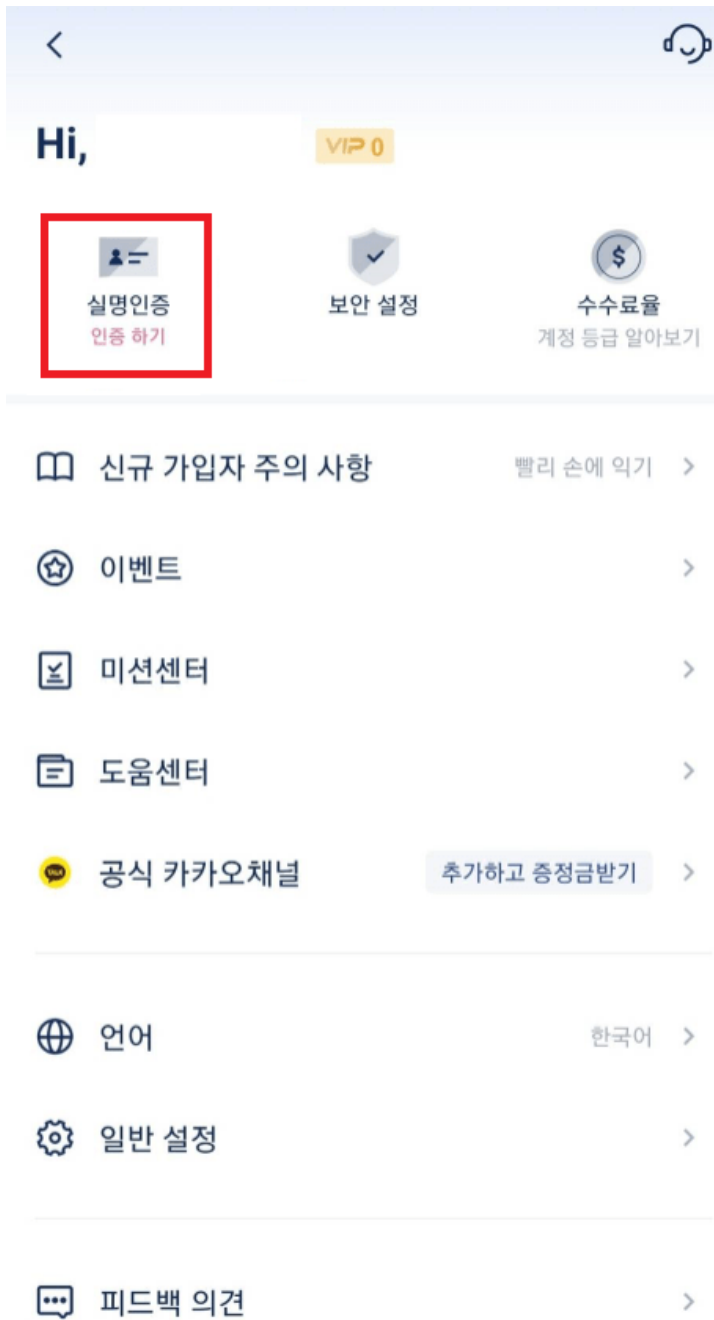 Hi,
VIP 0
실명인증
인증 하기
보안 설정
수수료율
계정 등급 알아보기
신규 가입자 주의 사항
빨리 손에 익기
이벤트
미션센터
도움센터
TALK
공식 카카오채널
추가하고 증정금받기
언어
한국어
일반 설정
피드백 의견